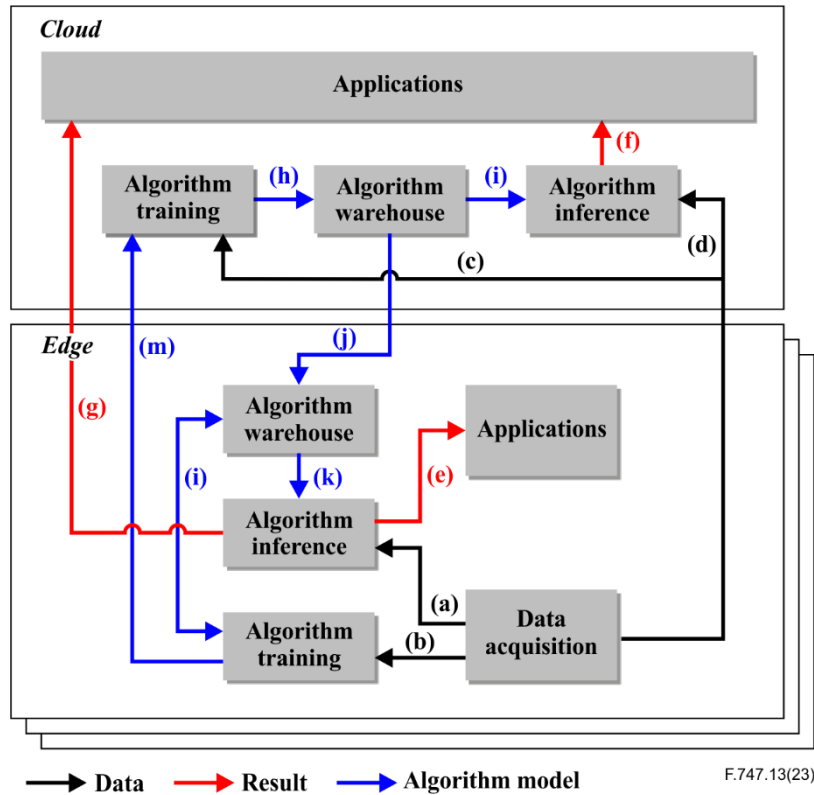 Cloud
Applications
(f)
(h)
(i)
Algorithm
training
Algorithm
warehouse
Algorithm
inference
(c)
(d)
Edge
(m)
(j)
(g)
Algorithm
warehouse
Applications
(i)
(k)
(e)
Algorithm
inference
(a)
(b)
Algorithm
training
Data
acquisition
Data
Result
Algorithm model
F.747.13(23)